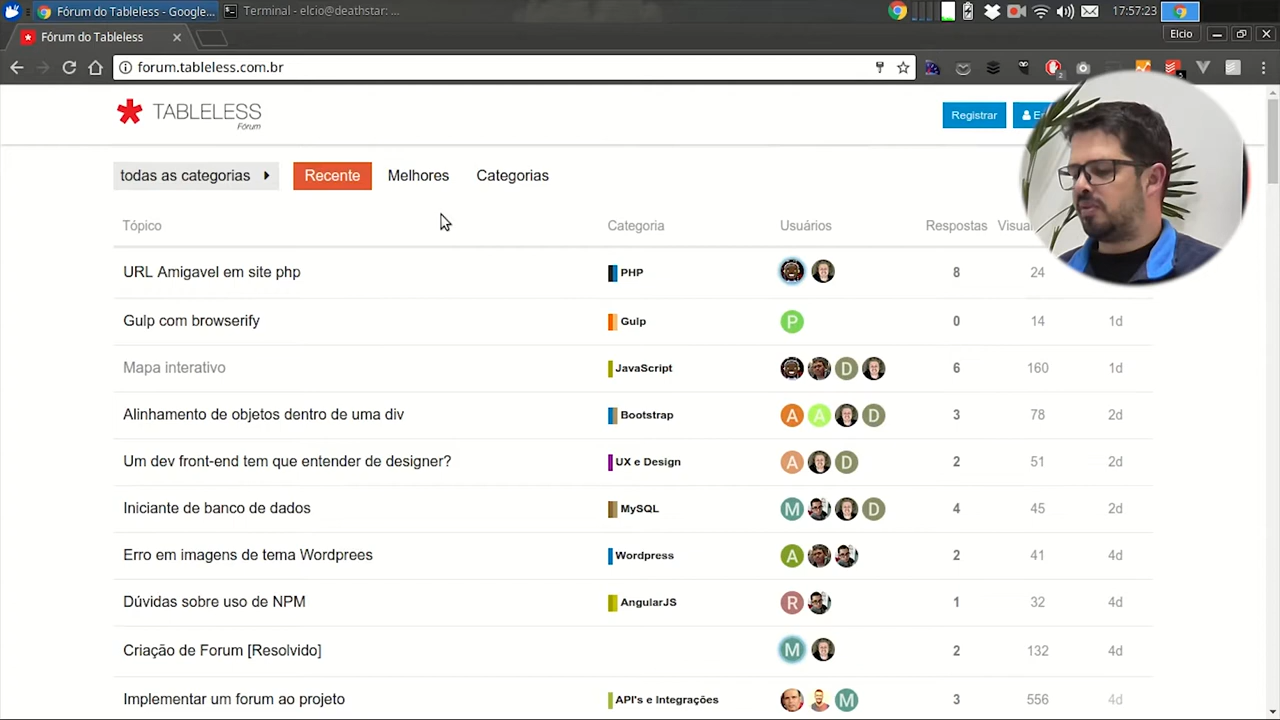 Fórum do Tableless - Google...
Terminal - elcio@deathstar: ...
17:57:23
Fórum do Tableless
Elcio
forum.tableless.com.br
TABLELESS
Fórum
Registrar
todas as categorias
Recente
Melhores
Categorias
Tópico
Categoria
Usuários
Respostas
URL Amigavel em site php
PHP
8
24
Gulp com browserify
Gulp
P
0
14
1d
Mapa interativo
JavaScript
D
6
160
1d
Alinhamento de objetos dentro de uma div
Bootstrap
A
A
D
3
78
2d
Um dev front-end tem que entender de designer?
UX e Design
A
D
2
51
2d
Iniciante de banco de dados
MySQL
M
D
4
45
2d
Erro em imagens de tema Wordprees
Wordpress
A
2
41
4d
Dúvidas sobre uso de NPM
AngularJS
R
1
32
4d
Criação de Forum [Resolvido]
M
2
132
4d
Implementar um forum ao projeto
API's e Integrações
M
3
556
4d